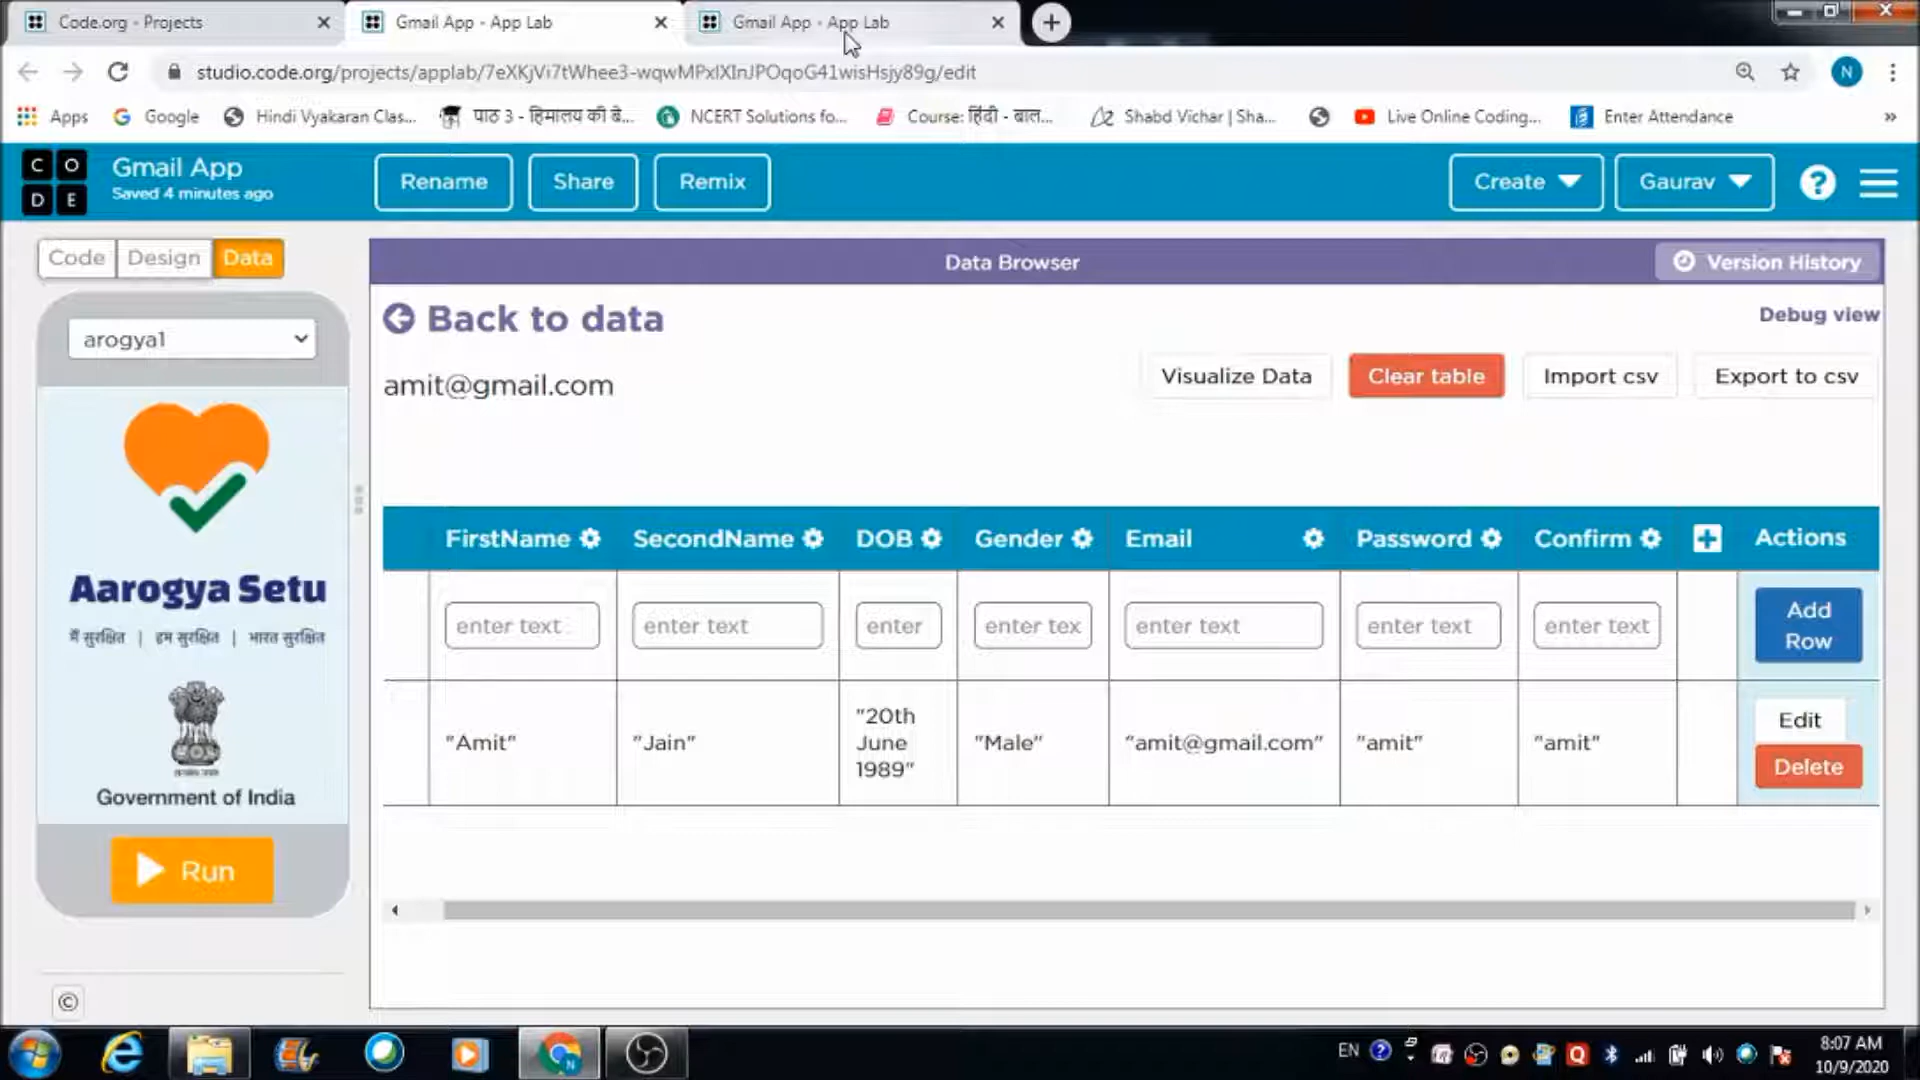 Code.org - Projects
Gmail App - App Lab
Gmail App - App Lab
studio.code.org/projects/applab/7eXKjVi7tWhee3-wqwMPxlXInJPOqoG41wisHsjy89g/edit
N
Apps
Google
Hindi Vyakaran Clas...
पाठ 3 - हिमालय की बे...
NCERT Solutions fo...
Course: हिंदी - बाल...
Shabd Vichar | Sha...
Live Online Coding...
Enter Attendance
»
C O
D E
Gmail App
Saved 4 minutes ago
Rename
Share
Remix
Create
Gaurav
?
Code
Design
Data
Data Browser
Version History
arogya1
Back to data
Debug view
amit@gmail.com
Visualize Data
Clear table
Import csv
Export to csv
FirstName
SecondName
DOB
Gender
Email
Password
Confirm
Actions
enter text
enter text
enter
enter tex
enter text
enter text
enter text
Add
Row
"Amit"
"Jain"
"20th
June
1989"
"Male"
"amit@gmail.com"
"amit"
"amit"
Edit
Delete
Aarogya Setu
मैं सुरक्षित | हम सुरक्षित | भारत सुरक्षित
Government of India
Run
©
EN
8:07 AM
10/9/2020